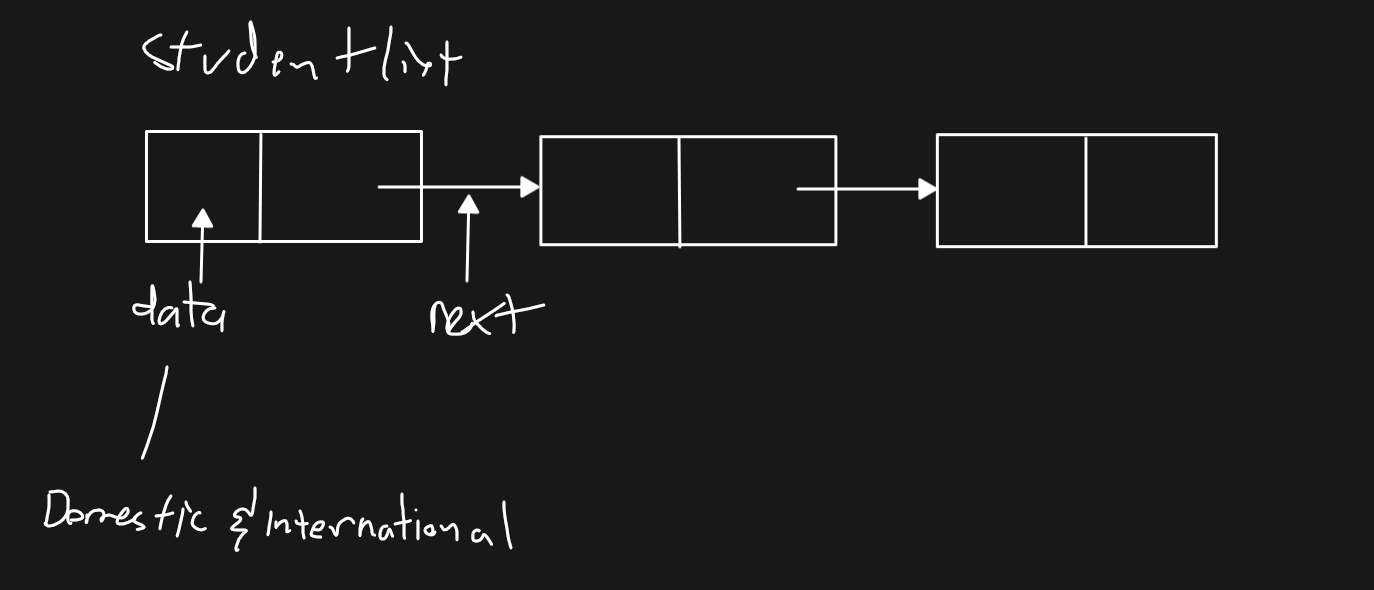 Studentlist
data
next
Domestic & International